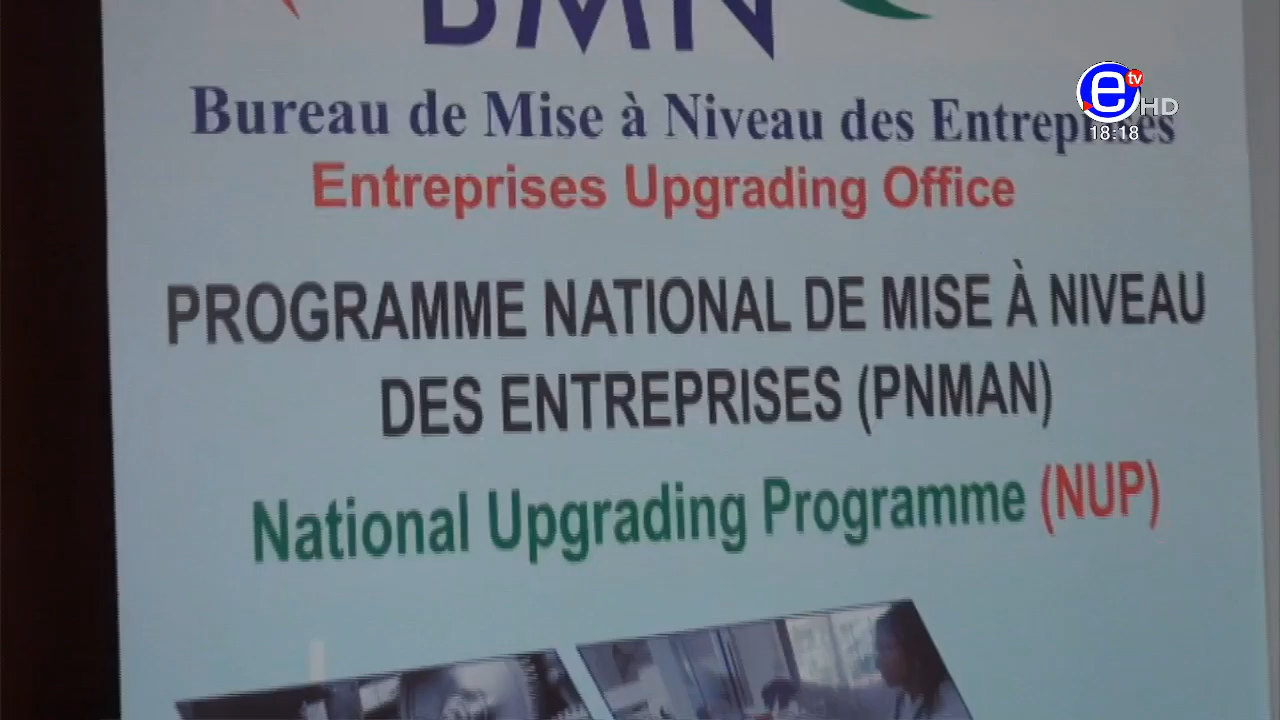 BMN
Bureau de Mise à Niveau des Entreprises
Entreprises Upgrading Office
PROGRAMME NATIONAL DE MISE À NIVEAU
DES ENTREPRISES (PNMAN)
National Upgrading Programme (NUP)
e tv HD
18:18